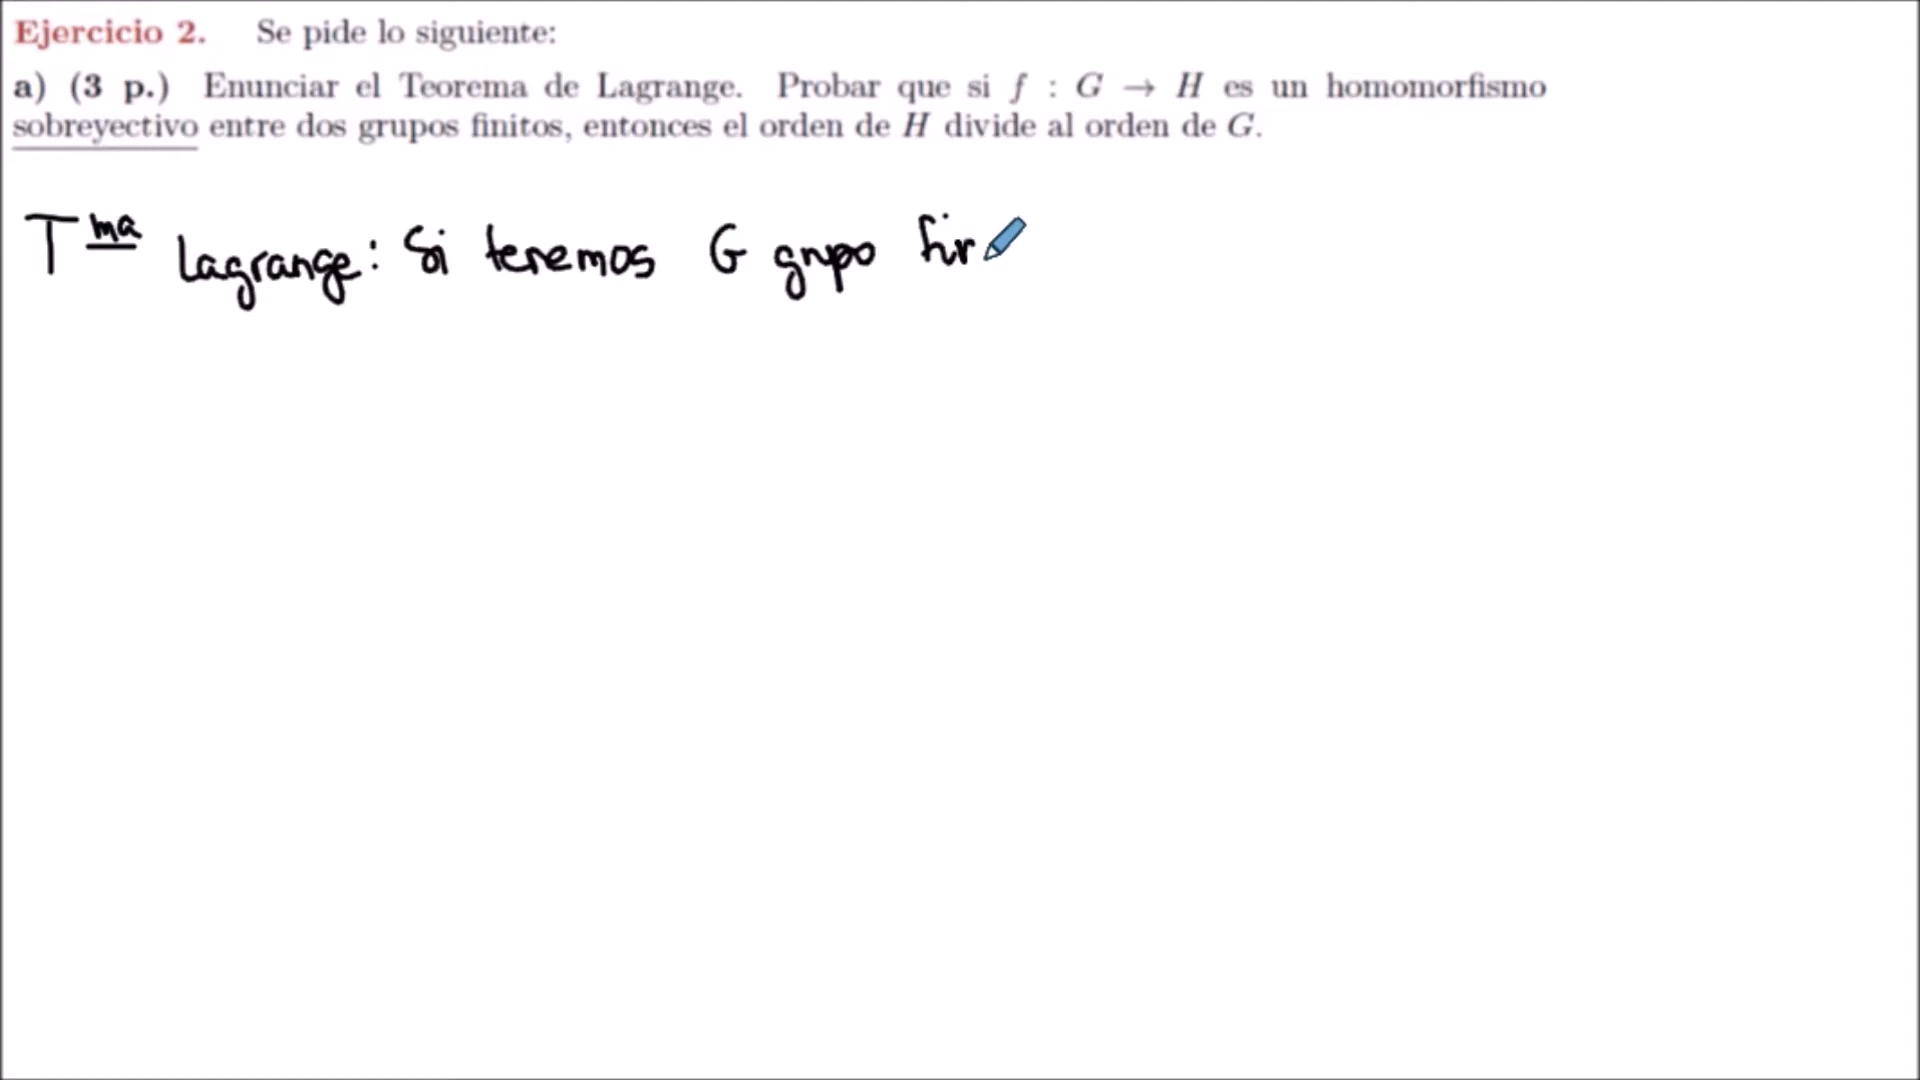 Ejercicio 2. Se pide lo siguiente:
a) (3 p.) Enunciar el Teorema de Lagrange. Probar que si f : G → H es un homomorfismo
sobreyectivo entre dos grupos finitos, entonces el orden de H divide al orden de G.
Tma Lagrange: Si tenemos G grupo fin